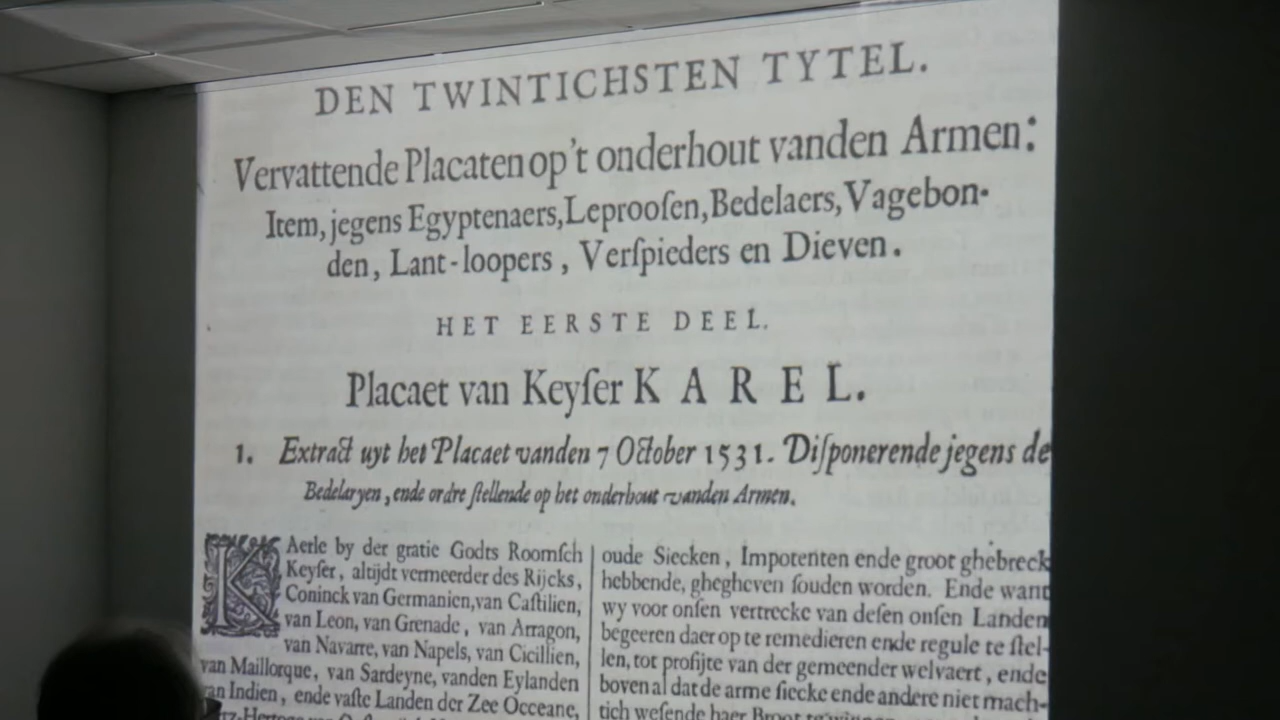 DEN TWINTICHSTEN TYTEL.
Vervattende Placaten op't onderhout vanden Armen:
Item, jegens Egyptenaers, Leprooſen, Bedelaers, Vagebon-
den, Lant-loopers, Verſpieders en Dieven.
HET EERSTE DEEL.
Placaet van Keyſer KAREL.
1. Extract uyt het Placaet vanden 7 October 1531. Diſponerende jegens de
Bedelaryen, ende ordre ſtellende op het onderhout vanden Armen.
KAerle by der gratie Godts Roomſch
Keyſer, altijdt vermeerder des Rijcks,
Coninck van Germanien, van Caſtilien,
van Leon, van Grenade, van Arragon,
van Navarre, van Napels, van Cicillien,
van Maillorque, van Sardeyne, vanden Eylanden
van Indien, ende vaſte Landen der Zee Occeane,
oude Siecken, Impotenten ende groot ghebreck
hebbende, ghegheven ſouden worden. Ende want
wy voor onſen vertrecke van deſen onſen Landen
begeeren daer op te remedieren ende regule te ſtel-
len, tot profijte van der gemeender welvaert, ende
boven al dat de arme ſiecke ende andere niet mach-
tich weſende haer Broot te winnen